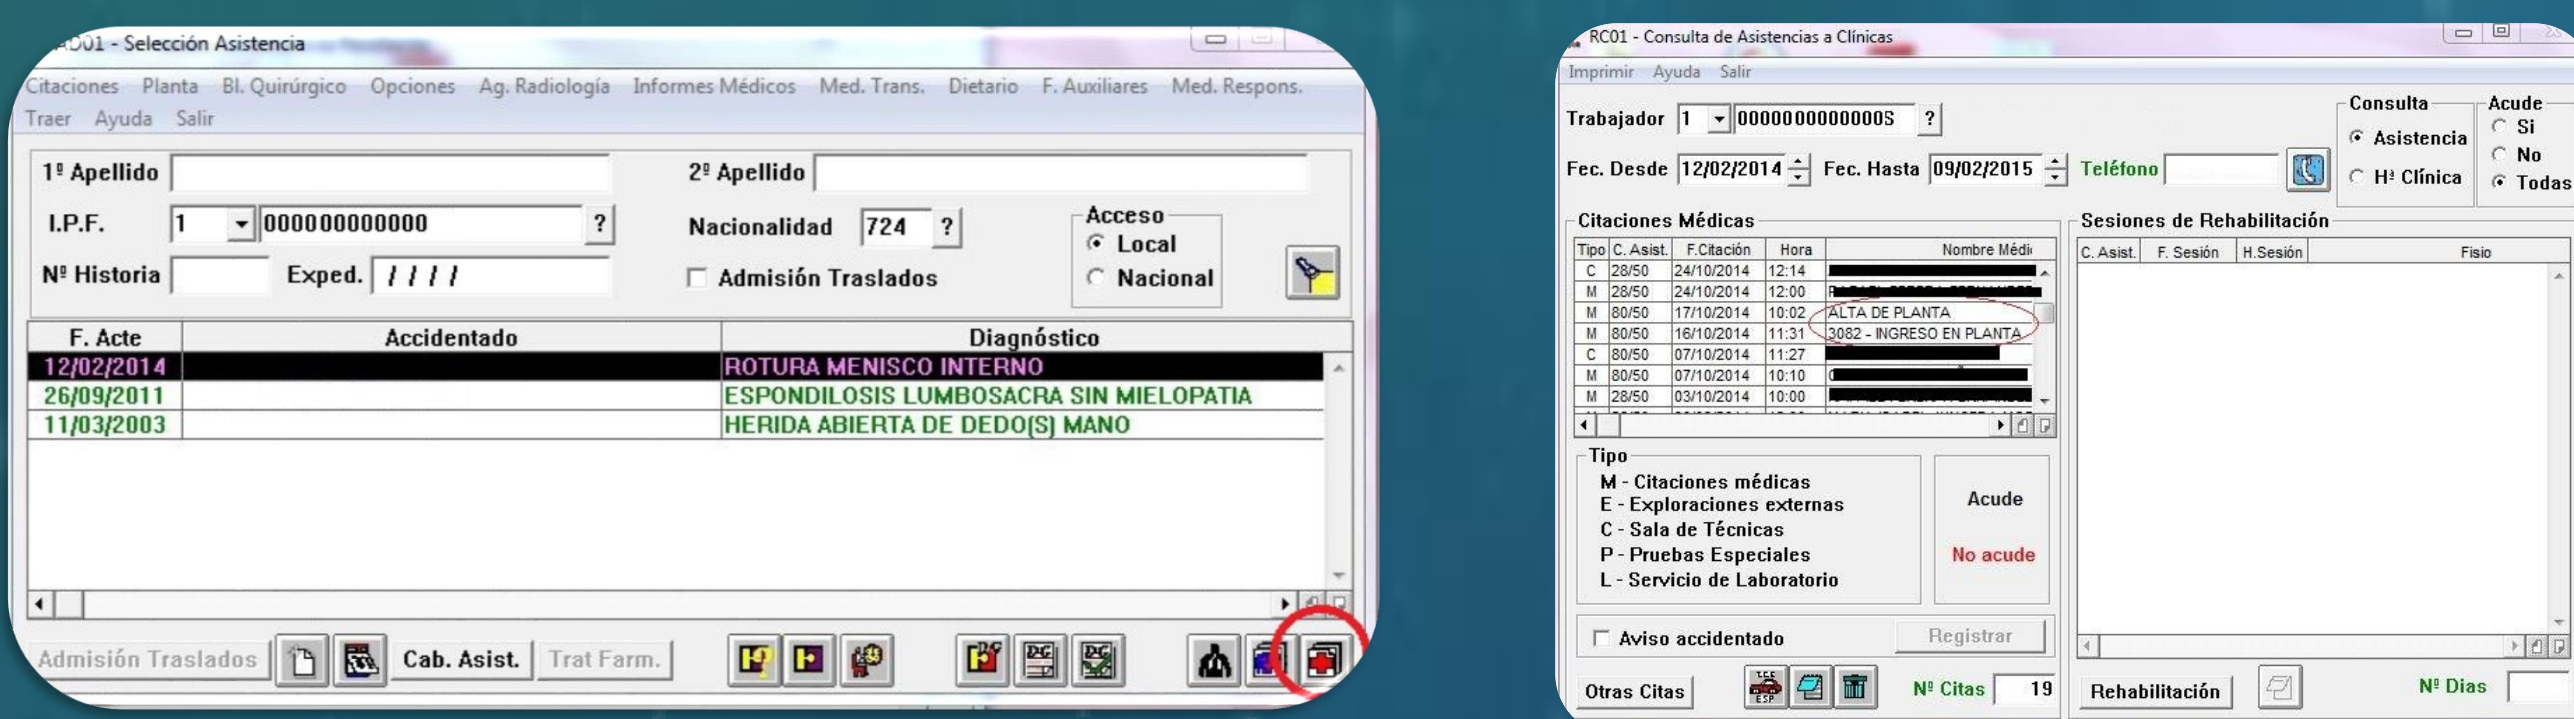 AD01 - Selección Asistencia
Citaciones Planta Bl. Quirúrgico Opciones Ag. Radiología Informes Médicos Med. Trans. Dietario F. Auxiliares Med. Respons.
Traer Ayuda Salir
1º Apellido
2º Apellido
I.P.F. 1 000000000000 ?
Nacionalidad 724 ?
Acceso
Local
Nacional
Nº Historia
Exped. / / / /
Admisión Traslados
F. Acte Accidentado Diagnóstico
12/02/2014 ROTURA MENISCO INTERNO
26/09/2011 ESPONDILOSIS LUMBOSACRA SIN MIELOPATIA
11/03/2003 HERIDA ABIERTA DE DEDO(S) MANO
Admisión Traslados Cab. Asist. Trat Farm.
RC01 - Consulta de Asistencias a Clínicas
Imprimir Ayuda Salir
Trabajador 1 0000000000000S ?
Consulta
Asistencia
Hª Clínica
Acude
Si
No
Todas
Fec. Desde 12/02/2014 Fec. Hasta 09/02/2015 Teléfono
Citaciones Médicas
Tipo C. Asist. F.Citación Hora Nombre Médi
C 28/50 24/10/2014 12:14
M 28/50 24/10/2014 12:00
M 80/50 17/10/2014 10:02 ALTA DE PLANTA
M 80/50 16/10/2014 11:31 3082 - INGRESO EN PLANTA
C 80/50 07/10/2014 11:27
M 80/50 07/10/2014 10:10
M 28/50 03/10/2014 10:00
Sesiones de Rehabilitación
C. Asist. F. Sesión H.Sesión Fisio
Tipo
M - Citaciones médicas
E - Exploraciones externas
C - Sala de Técnicas
P - Pruebas Especiales
L - Servicio de Laboratorio
Acude
No acude
Aviso accidentado Registrar
Otras Citas Nº Citas 19
Rehabilitación Nº Dias